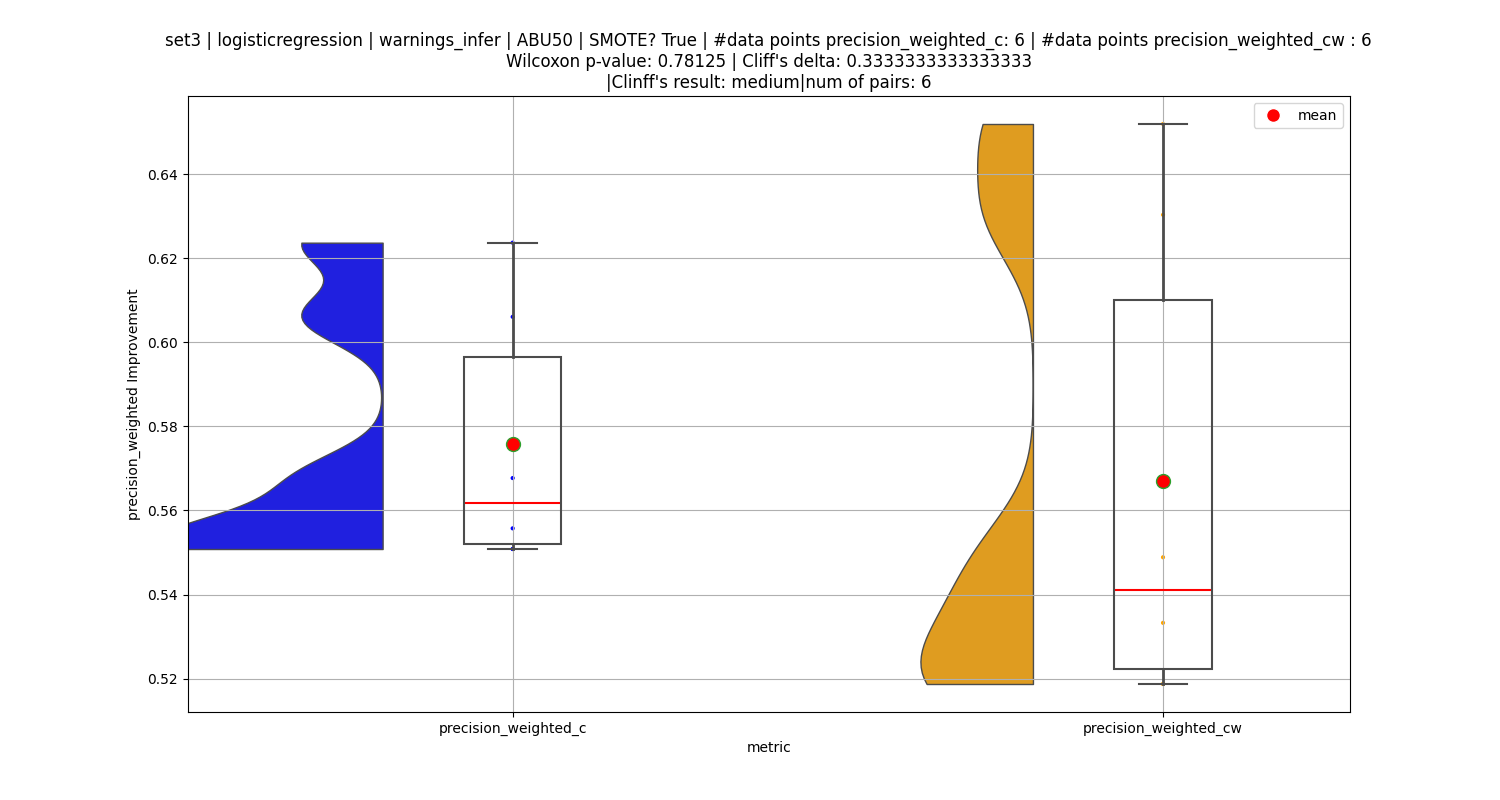 set3 | logisticregression | warnings_infer | ABU50 | SMOTE? True | #data points precision_weighted_c: 6 | #data points precision_weighted_cw : 6
Wilcoxon p-value: 0.78125 | Cliff's delta: 0.3333333333333333
|Clinff's result: medium|num of pairs: 6
mean
precision_weighted Improvement
0.64
0.62
0.60
0.58
0.56
0.54
0.52
precision_weighted_c
precision_weighted_cw
metric